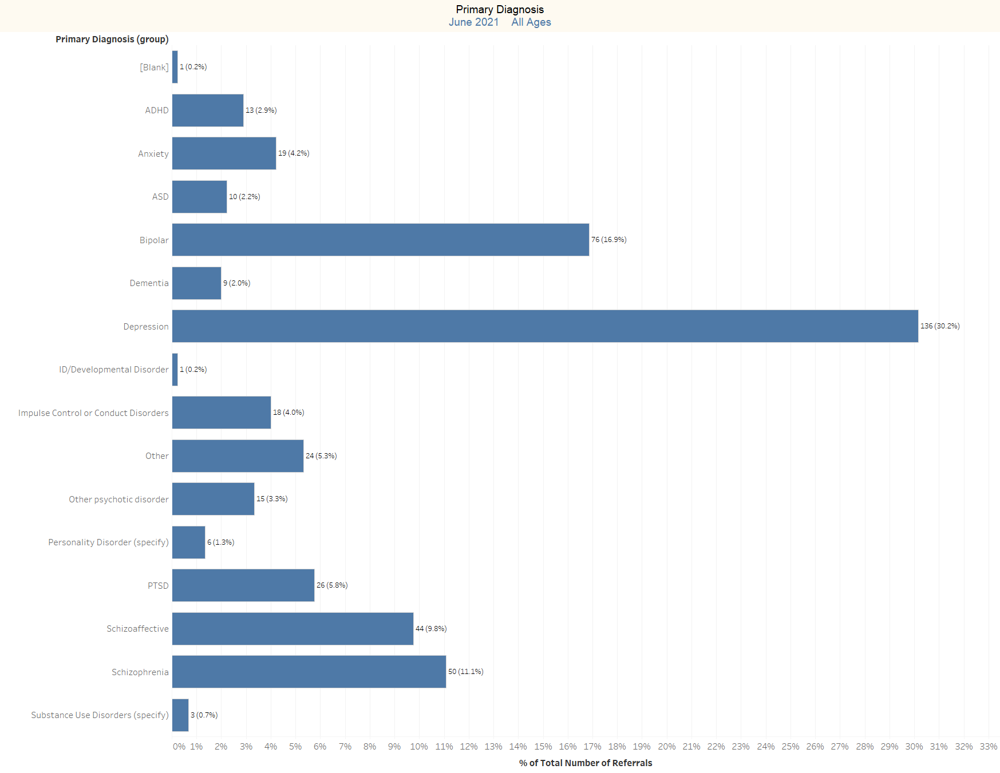 Primary Diagnosis
June 2021 All Ages
Primary Diagnosis (group)
[Blank] 1 (0.2%)
ADHD 13 (2.9%)
Anxiety 19 (4.2%)
ASD 10 (2.2%)
Bipolar 76 (16.9%)
Dementia 9 (2.0%)
Depression 136 (30.2%)
ID/Developmental Disorder 1 (0.2%)
Impulse Control or Conduct Disorders 18 (4.0%)
Other 24 (5.3%)
Other psychotic disorder 15 (3.3%)
Personality Disorder (specify) 6 (1.3%)
PTSD 26 (5.8%)
Schizoaffective 44 (9.8%)
Schizophrenia 50 (11.1%)
Substance Use Disorders (specify) 3 (0.7%)
0% 1% 2% 3% 4% 5% 6% 7% 8% 9% 10% 11% 12% 13% 14% 15% 16% 17% 18% 19% 20% 21% 22% 23% 24% 25% 26% 27% 28% 29% 30% 31% 32% 33%
% of Total Number of Referrals